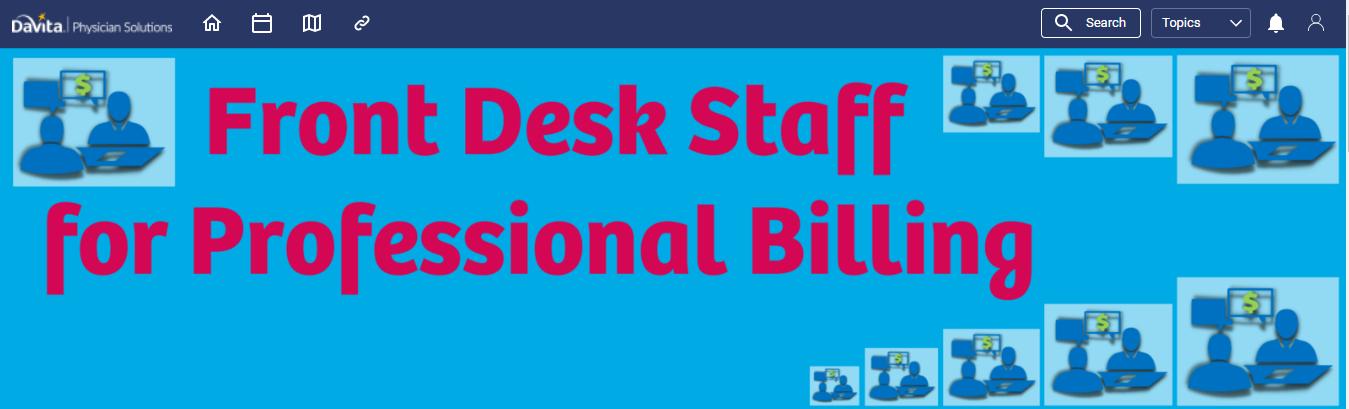 DaVita. | Physician Solutions
Search
Topics
Front Desk Staff
for Professional Billing
$
$
$
$
$
$
$
$
$